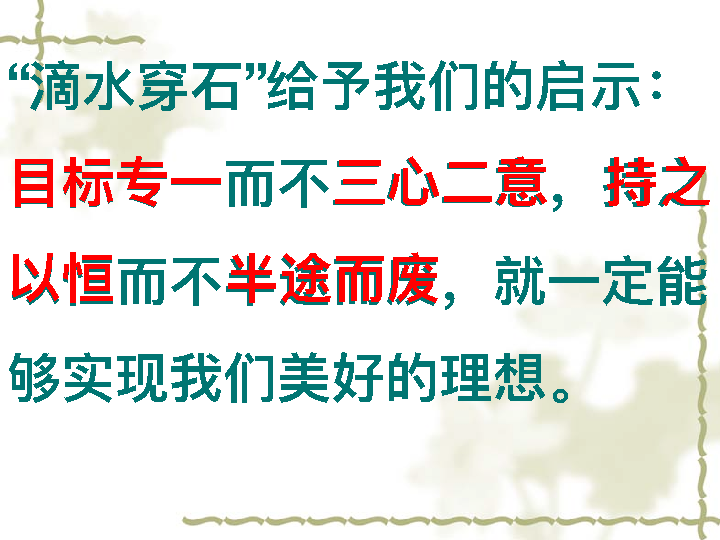 “滴水穿石”给予我们的启示：
目标专一而不三心二意，持之
以恒而不半途而废，就一定能
够实现我们美好的理想。